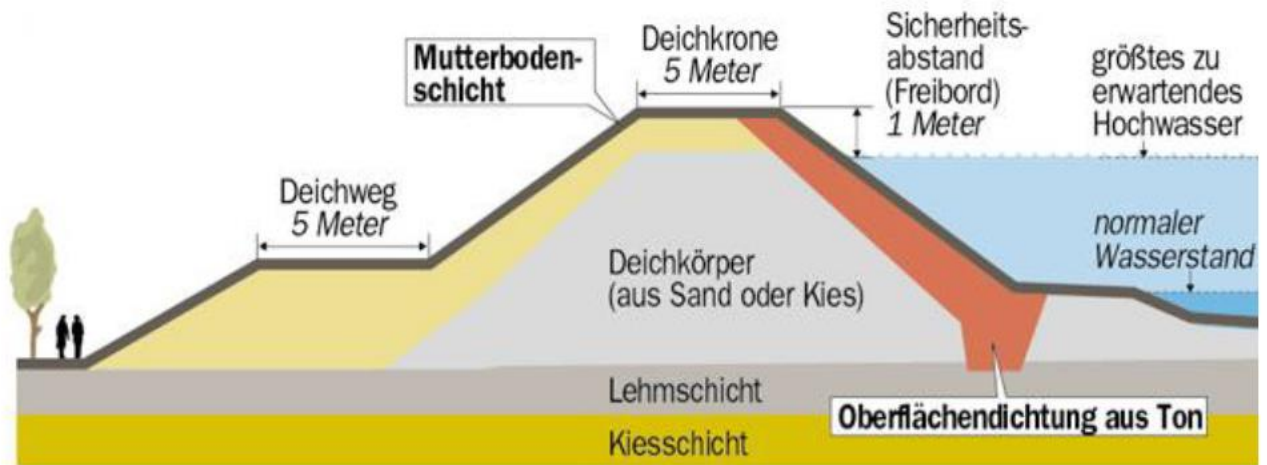 Mutterboden-
schicht
Deichkrone
5 Meter
Sicherheits-
abstand
(Freibord)
1 Meter
größtes zu
erwartendes
Hochwasser
Deichweg
5 Meter
normaler
Wasserstand
Deichkörper
(aus Sand oder Kies)
Lehmschicht
Oberflächendichtung aus Ton
Kiesschicht